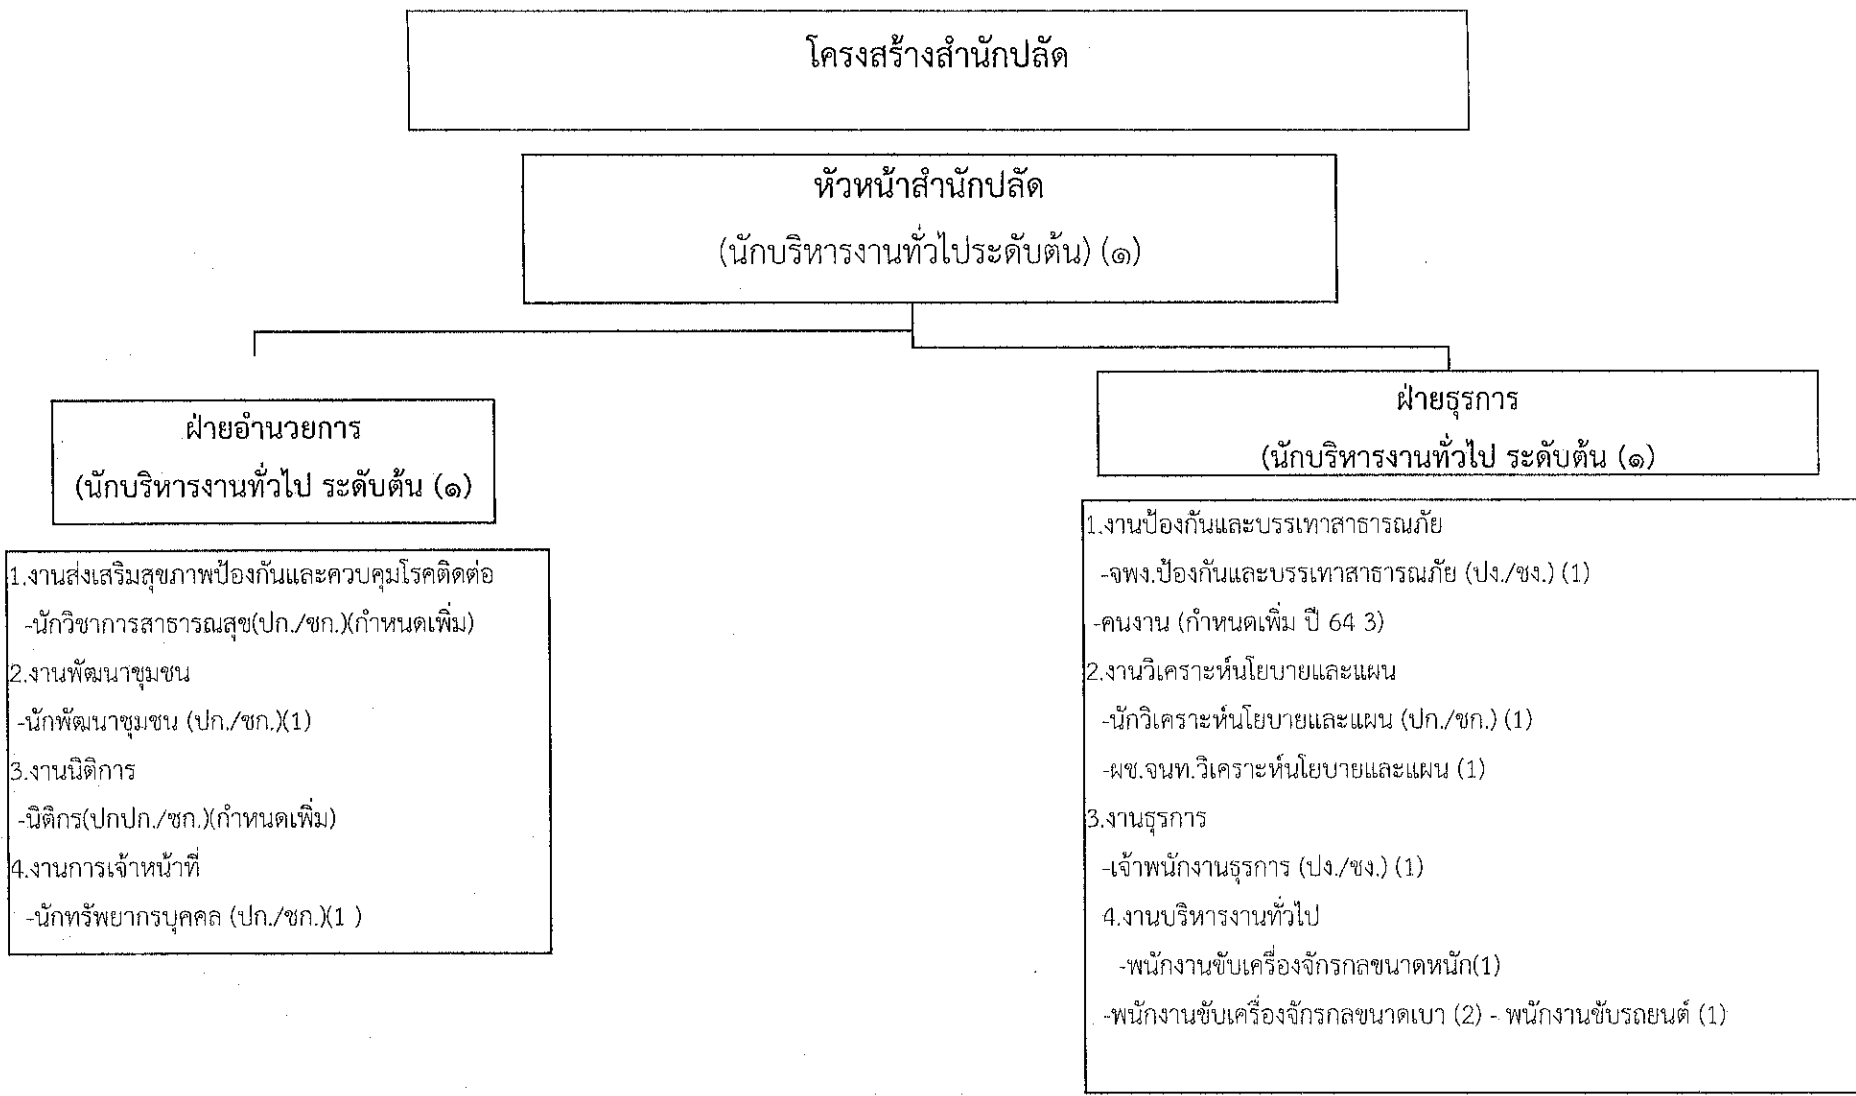 โครงสร้างสำนักปลัด
หัวหน้าสำนักปลัด
(นักบริหารงานทั่วไประดับต้น) (๑)
ฝ่ายอำนวยการ
(นักบริหารงานทั่วไป ระดับต้น (๑)
1.งานส่งเสริมสุขภาพป้องกันและควบคุมโรคติดต่อ
-นักวิชาการสาธารณสุข(ปก./ชก.)(กำหนดเพิ่ม)
2.งานพัฒนาชุมชน
-นักพัฒนาชุมชน (ปก./ชก.)(1)
3.งานนิติการ
-นิติกร(ปกปก./ชก.)(กำหนดเพิ่ม)
4.งานการเจ้าหน้าที่
-นักทรัพยากรบุคคล (ปก./ชก.)(1 )
ฝ่ายธุรการ
(นักบริหารงานทั่วไป ระดับต้น (๑)
1.งานป้องกันและบรรเทาสาธารณภัย
-จพง.ป้องกันและบรรเทาสาธารณภัย (ปง./ชง.) (1)
-คนงาน (กำหนดเพิ่ม ปี 64 3)
2.งานวิเคราะห์นโยบายและแผน
-นักวิเคราะห์นโยบายและแผน (ปก./ชก.) (1)
-ผช.จนท.วิเคราะห์นโยบายและแผน (1)
3.งานธุรการ
-เจ้าพนักงานธุรการ (ปง./ชง.) (1)
4.งานบริหารงานทั่วไป
-พนักงานขับเครื่องจักรกลขนาดหนัก(1)
-พนักงานขับเครื่องจักรกลขนาดเบา (2) - พนักงานขับรถยนต์ (1)